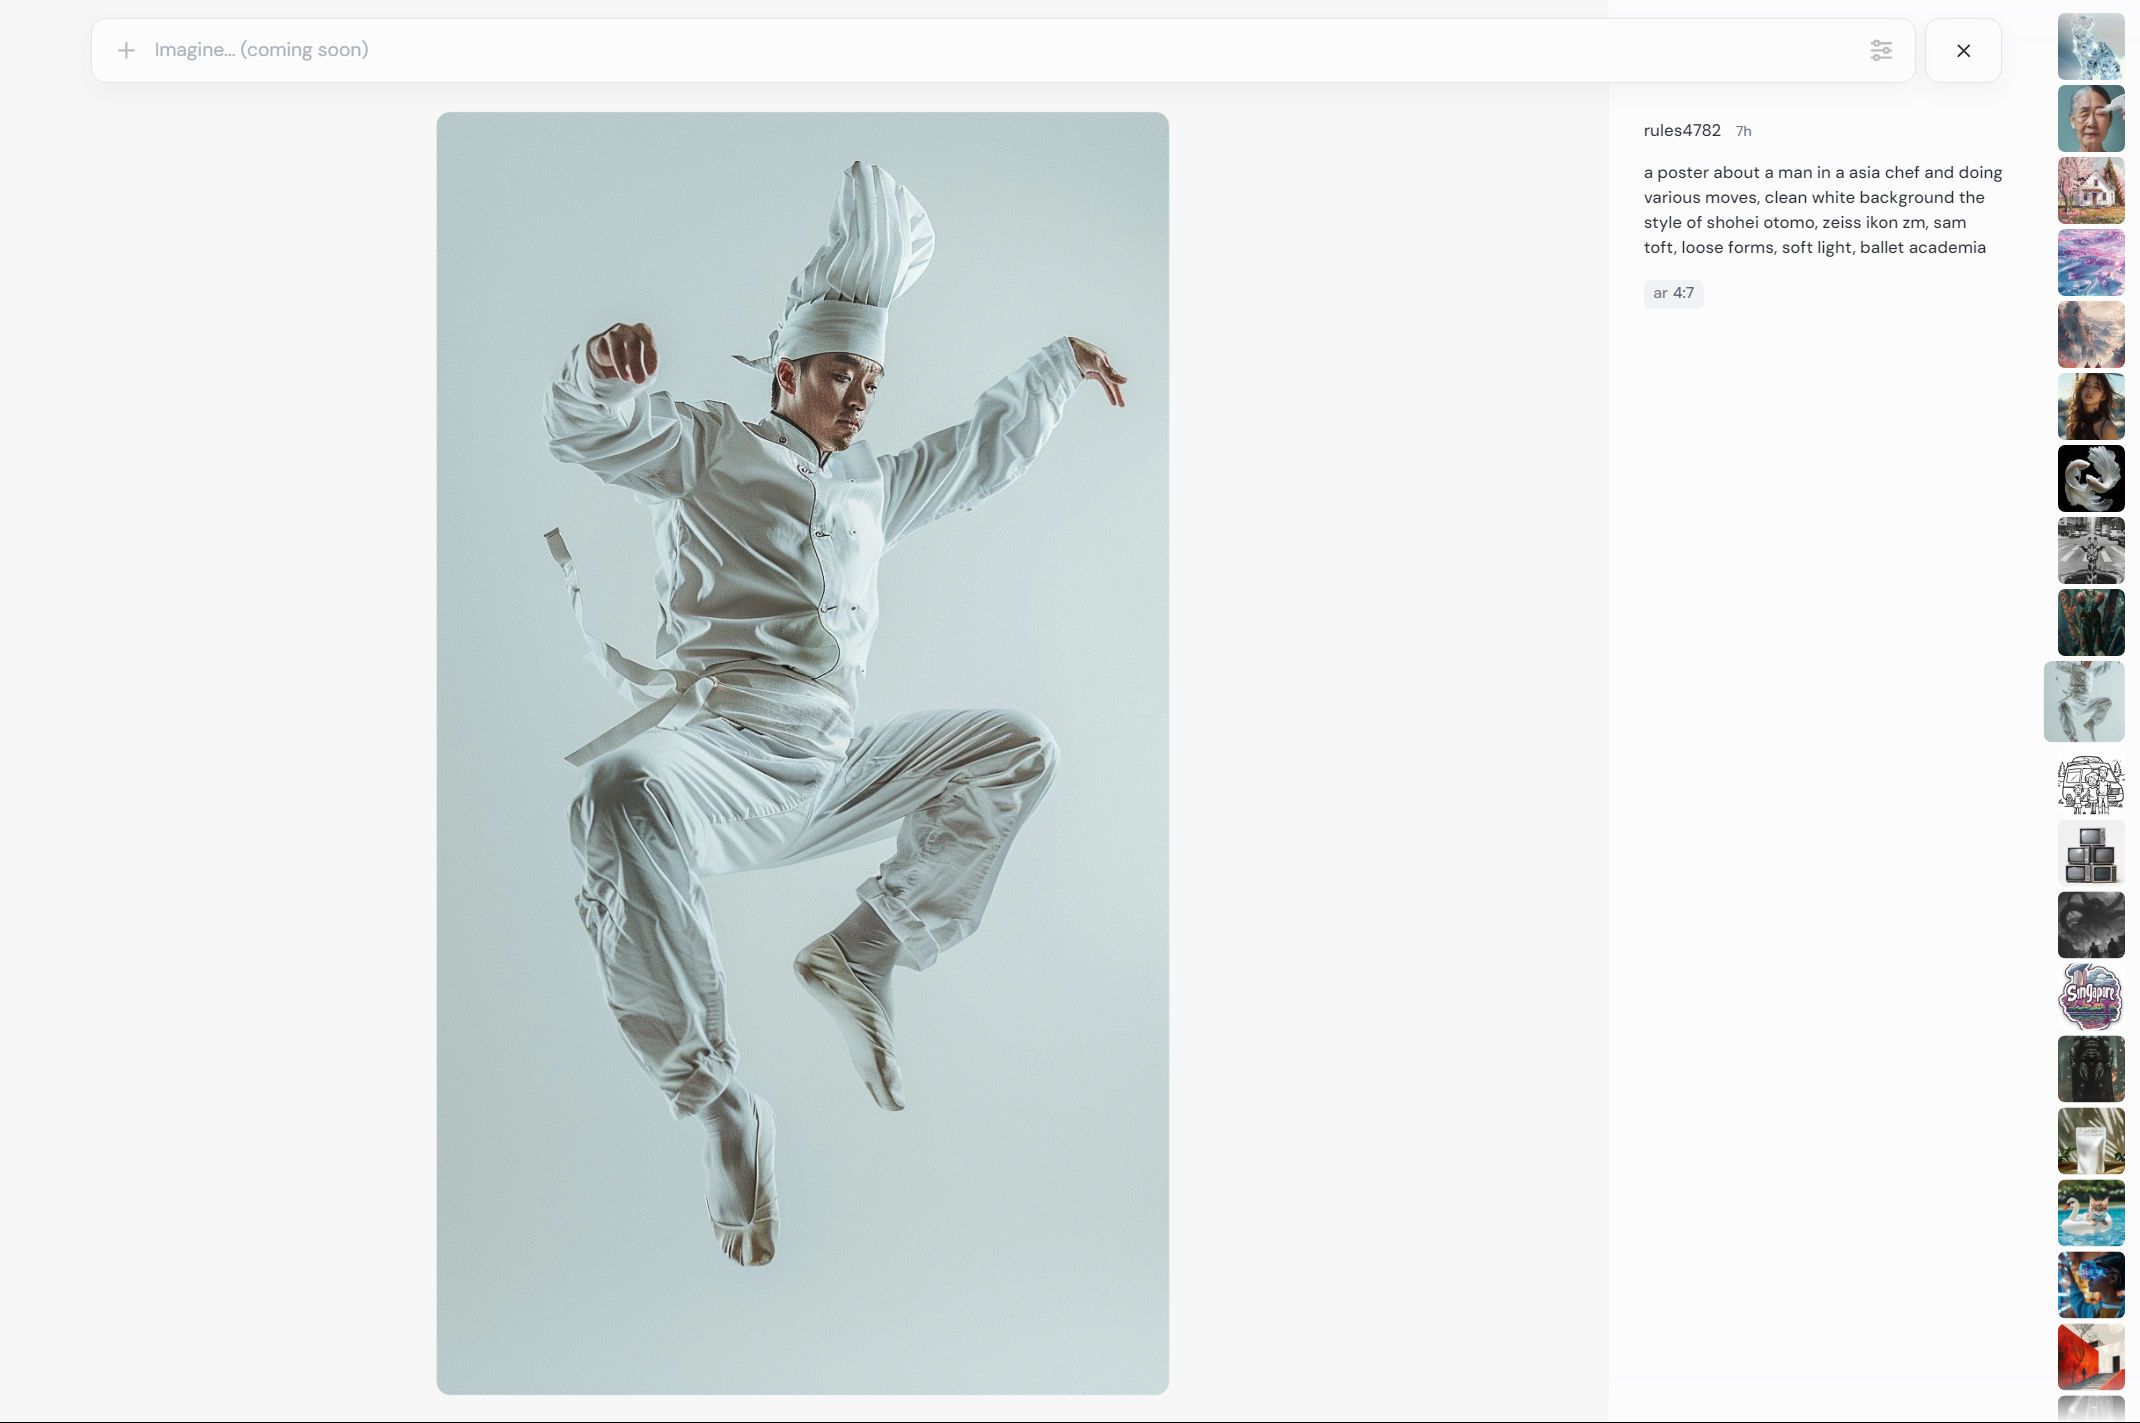 Imagine... (coming soon)
rules4782 7h
a poster about a man in a asia chef and doing
various moves, clean white background the
style of shohei otomo, zeiss ikon zm, sam
toft, loose forms, soft light, ballet academia
ar 4:7
Singapore